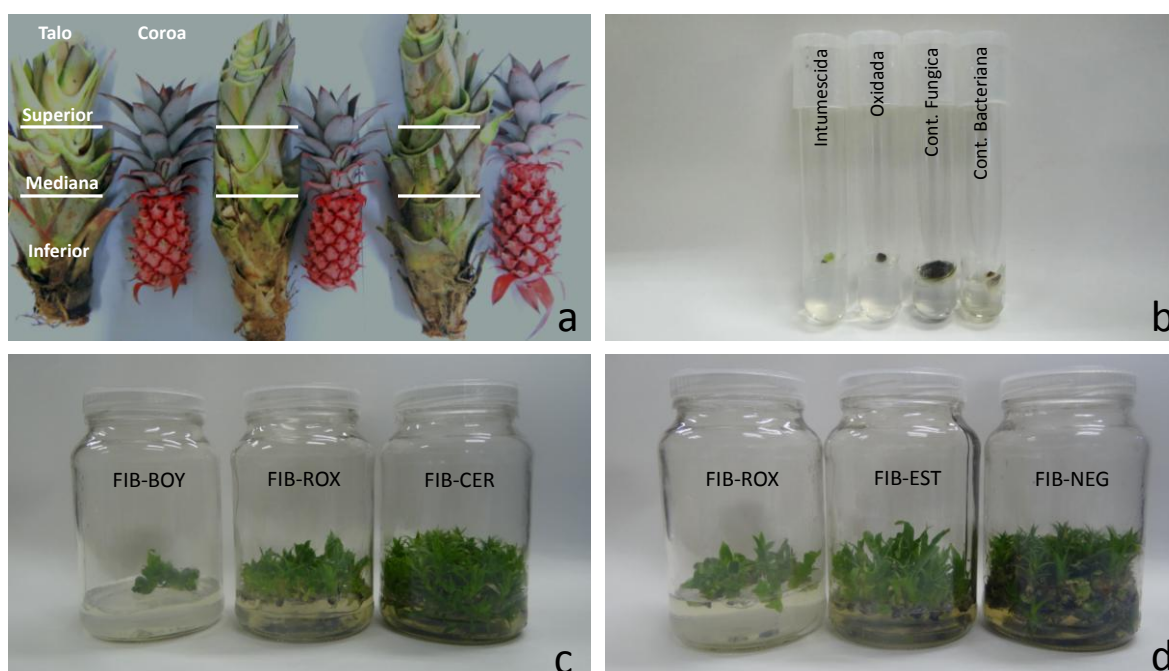 Talo Coroa
Superior
Mediana
Inferior
a
Intumescida
Oxidada
Cont. Fungica
Cont. Bacteriana
b
FIB-BOY FIB-ROX FIB-CER
c
FIB-ROX FIB-EST FIB-NEG
d